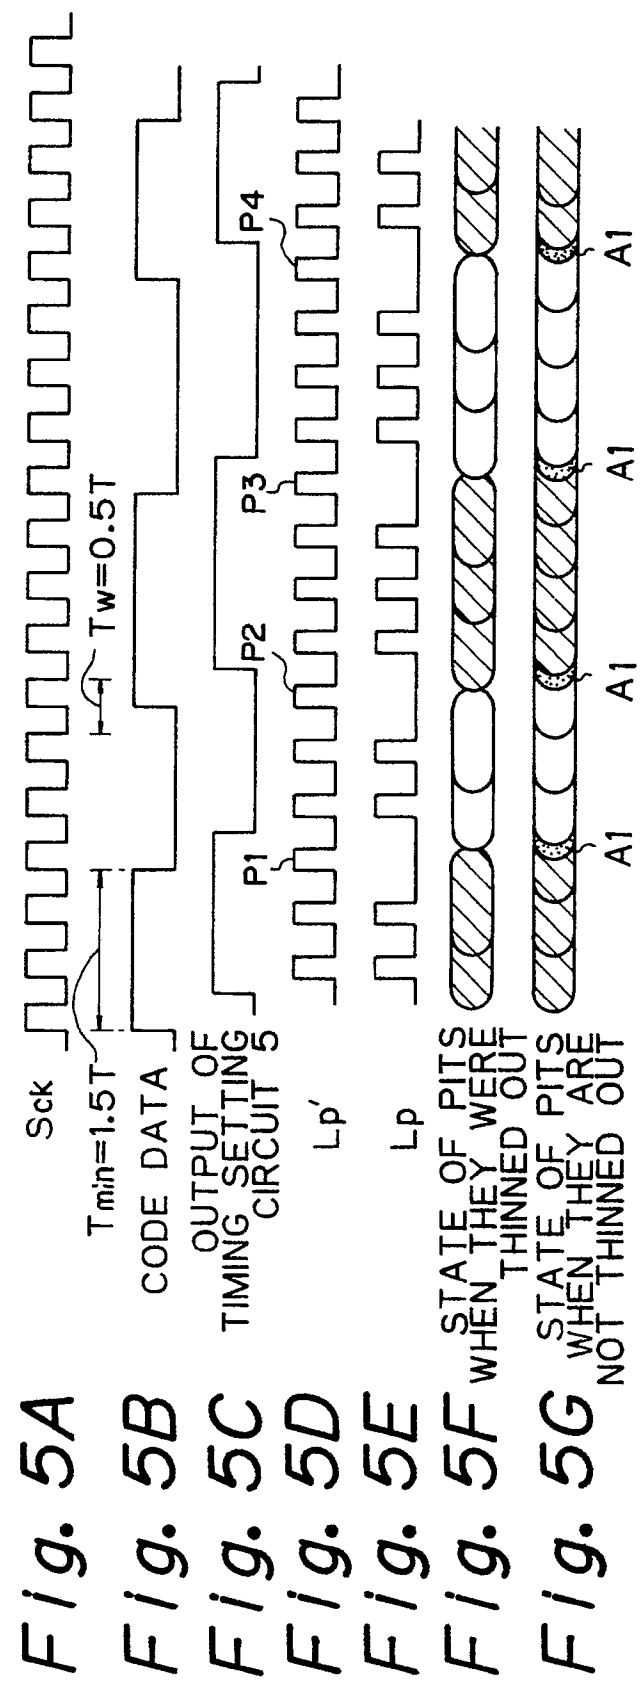 Fig. 5A
Sck
Tmin=1.5T
Tw=0.5T
Fig. 5B
CODE DATA
Fig. 5C
OUTPUT OF
TIMING SETTING
CIRCUIT 5
Fig. 5D
Lp'
P1
P2
P3
P4
Fig. 5E
Lp
Fig. 5F
STATE OF PITS
WHEN THEY WERE
THINNED OUT
Fig. 5G
STATE OF PITS
WHEN THEY ARE
NOT THINNED OUT
A1
A1
A1
A1